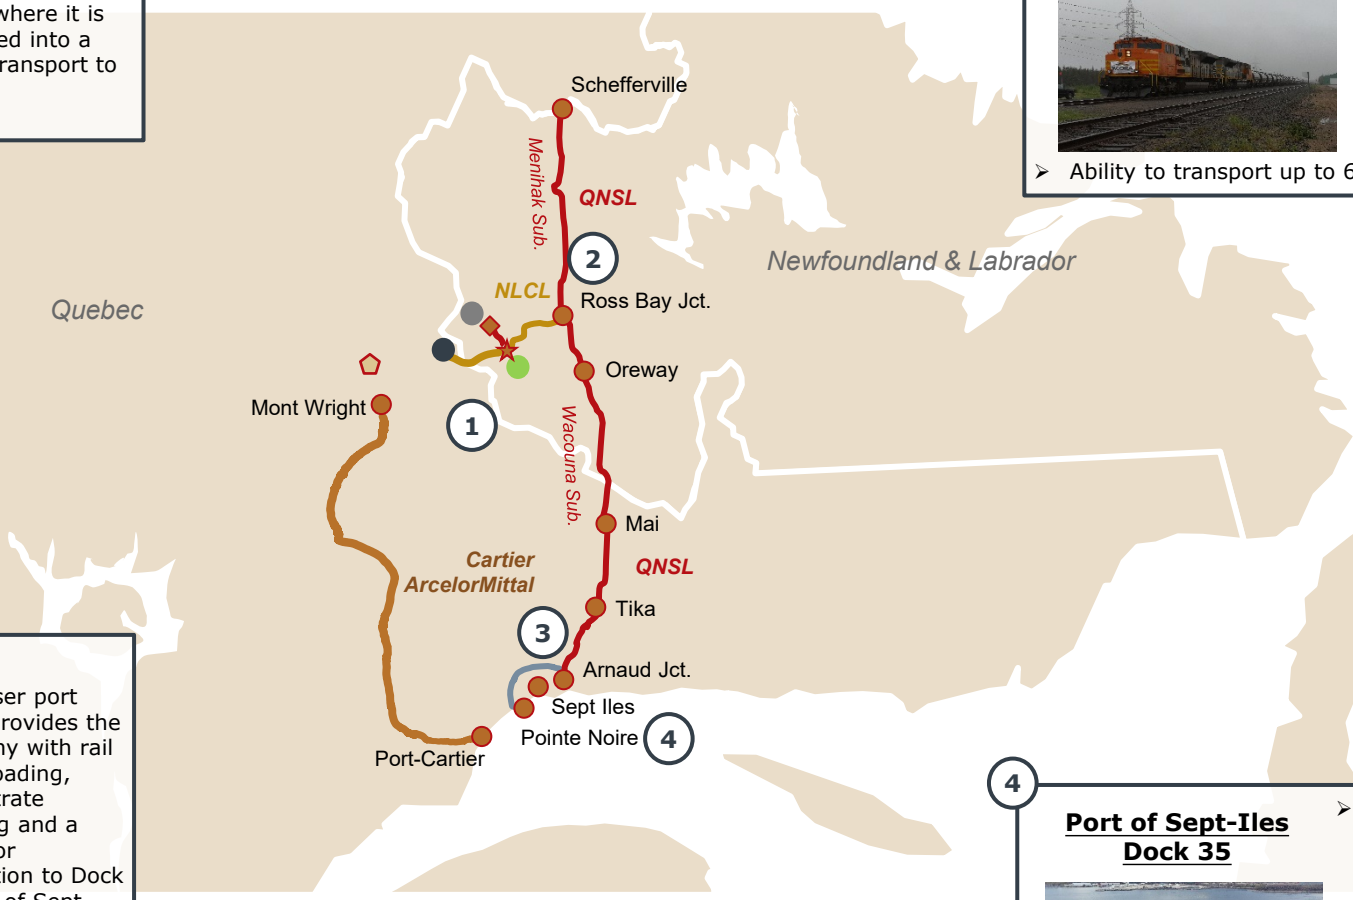 where it is
ed into a
ransport to
Ability to transport up to 6
Schefferville
Menihak Sub.
QNSL
2
Newfoundland & Labrador
Quebec
NLCL
Ross Bay Jct.
Oreway
Mont Wright
1
Wacouna Sub.
Mai
Cartier
ArcelorMittal
QNSL
Tika
3
Arnaud Jct.
Sept Iles
Pointe Noire
4
Port-Cartier
ser port
rovides the
ny with rail
oading,
rate
g and a
or
tion to Dock
of Sept
4
Port of Sept-Iles
Dock 35